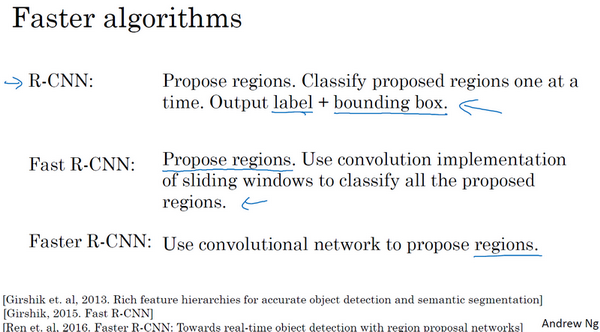 Faster algorithms
R-CNN: Propose regions. Classify proposed regions one at a
time. Output label + bounding box.
Fast R-CNN: Propose regions. Use convolution implementation
of sliding windows to classify all the proposed
regions.
Faster R-CNN: Use convolutional network to propose regions.
[Girshik et. al, 2013. Rich feature hierarchies for accurate object detection and semantic segmentation]
[Girshik, 2015. Fast R-CNN]
[Ren et. al, 2016. Faster R-CNN: Towards real-time object detection with region proposal networks]
Andrew Ng